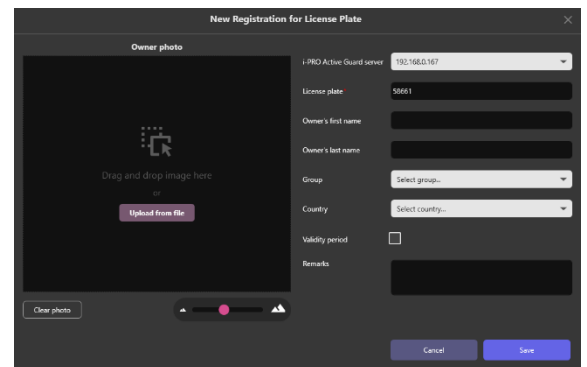 New Registration for License Plate
Owner photo
Drag and drop image here
or
Upload from file
Clear photo
i-PRO Active Guard server
192.168.0.167
License plate
58661
Owner's first name
Owner's last name
Group
Select group...
Country
Select country...
Validity period
Remarks
Cancel
Save